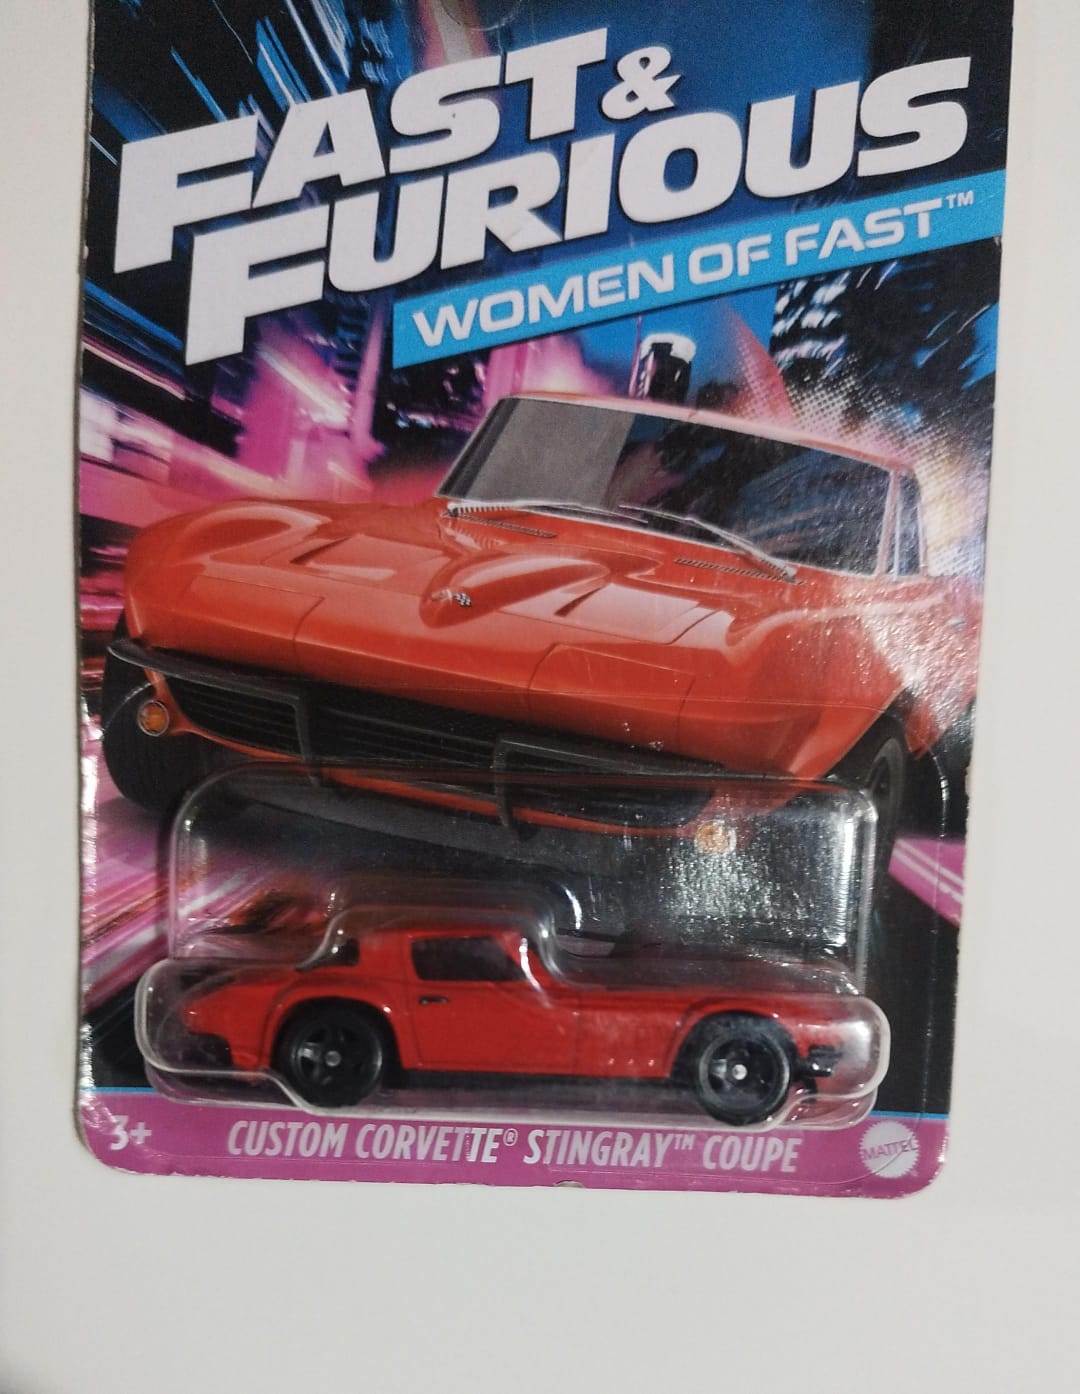 FAST &
FURIOUS
WOMEN OF FAST™
3+
CUSTOM CORVETTE® STINGRAY™ COUPE
MATTEL